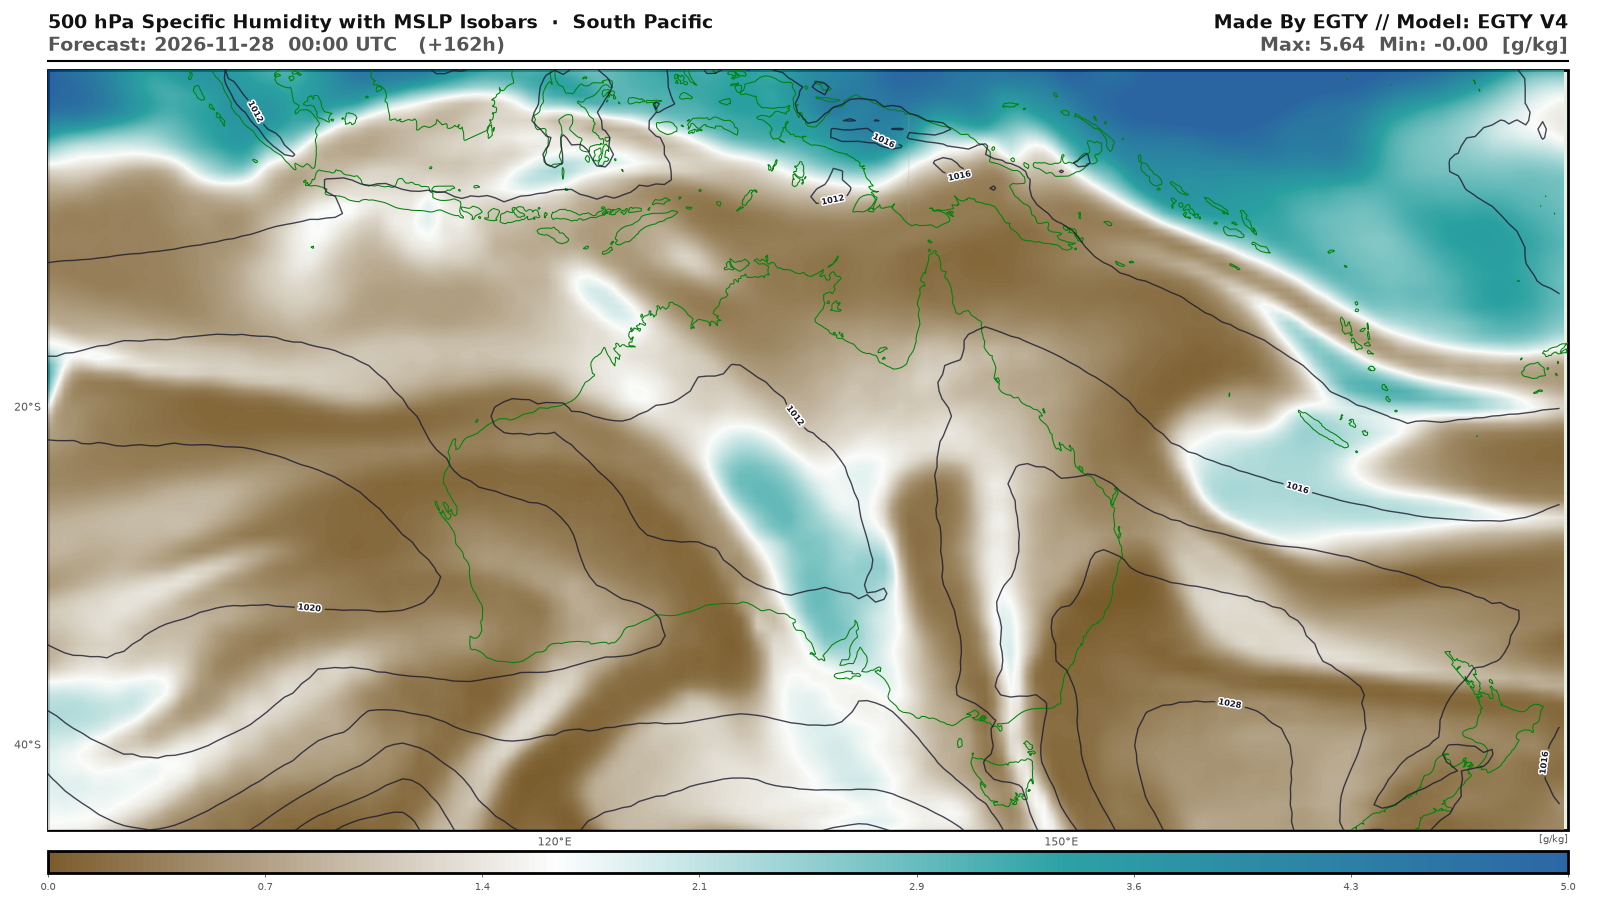 500 hPa Specific Humidity with MSLP Isobars · South Pacific
Made By EGTY // Model: EGTY V4
Forecast: 2026-11-28 00:00 UTC (+162h)
Max: 5.64 Min: -0.00 [g/kg]
1012
1016
1016
1012
20°S
1012
1016
1020
1028
40°S
1016
120°E
150°E
[g/kg]
0.0 0.7 1.4 2.1 2.9 3.6 4.3 5.0